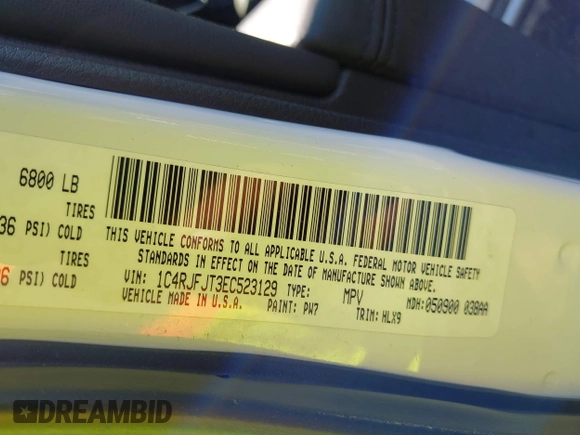 6800 LB
TIRES
36 PSI) COLD
TIRES
36 PSI) COLD
THIS VEHICLE CONFORMS TO ALL APPLICABLE U.S.A. FEDERAL MOTOR VEHICLE SAFETY
STANDARDS IN EFFECT ON THE DATE OF MANUFACTURE SHOWN ABOVE.
VIN: 1C4RJFJT3EC523129 TYPE: MPV MDH:050900 03BAA
VEHICLE MADE IN U.S.A. PAINT: PW7 TRIM: HLX9
DREAMBID